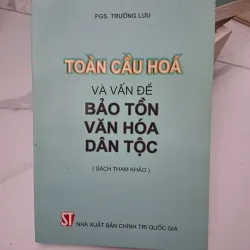 PGS. TRƯỜNG LƯU
TOÀN CẦU HOÁ
VÀ VẤN ĐỀ
BẢO TỒN
VĂN HÓA
DÂN TỘC
( SÁCH THAM KHẢO )
ST NHÀ XUẤT BẢN CHÍNH TRỊ QUỐC GIA